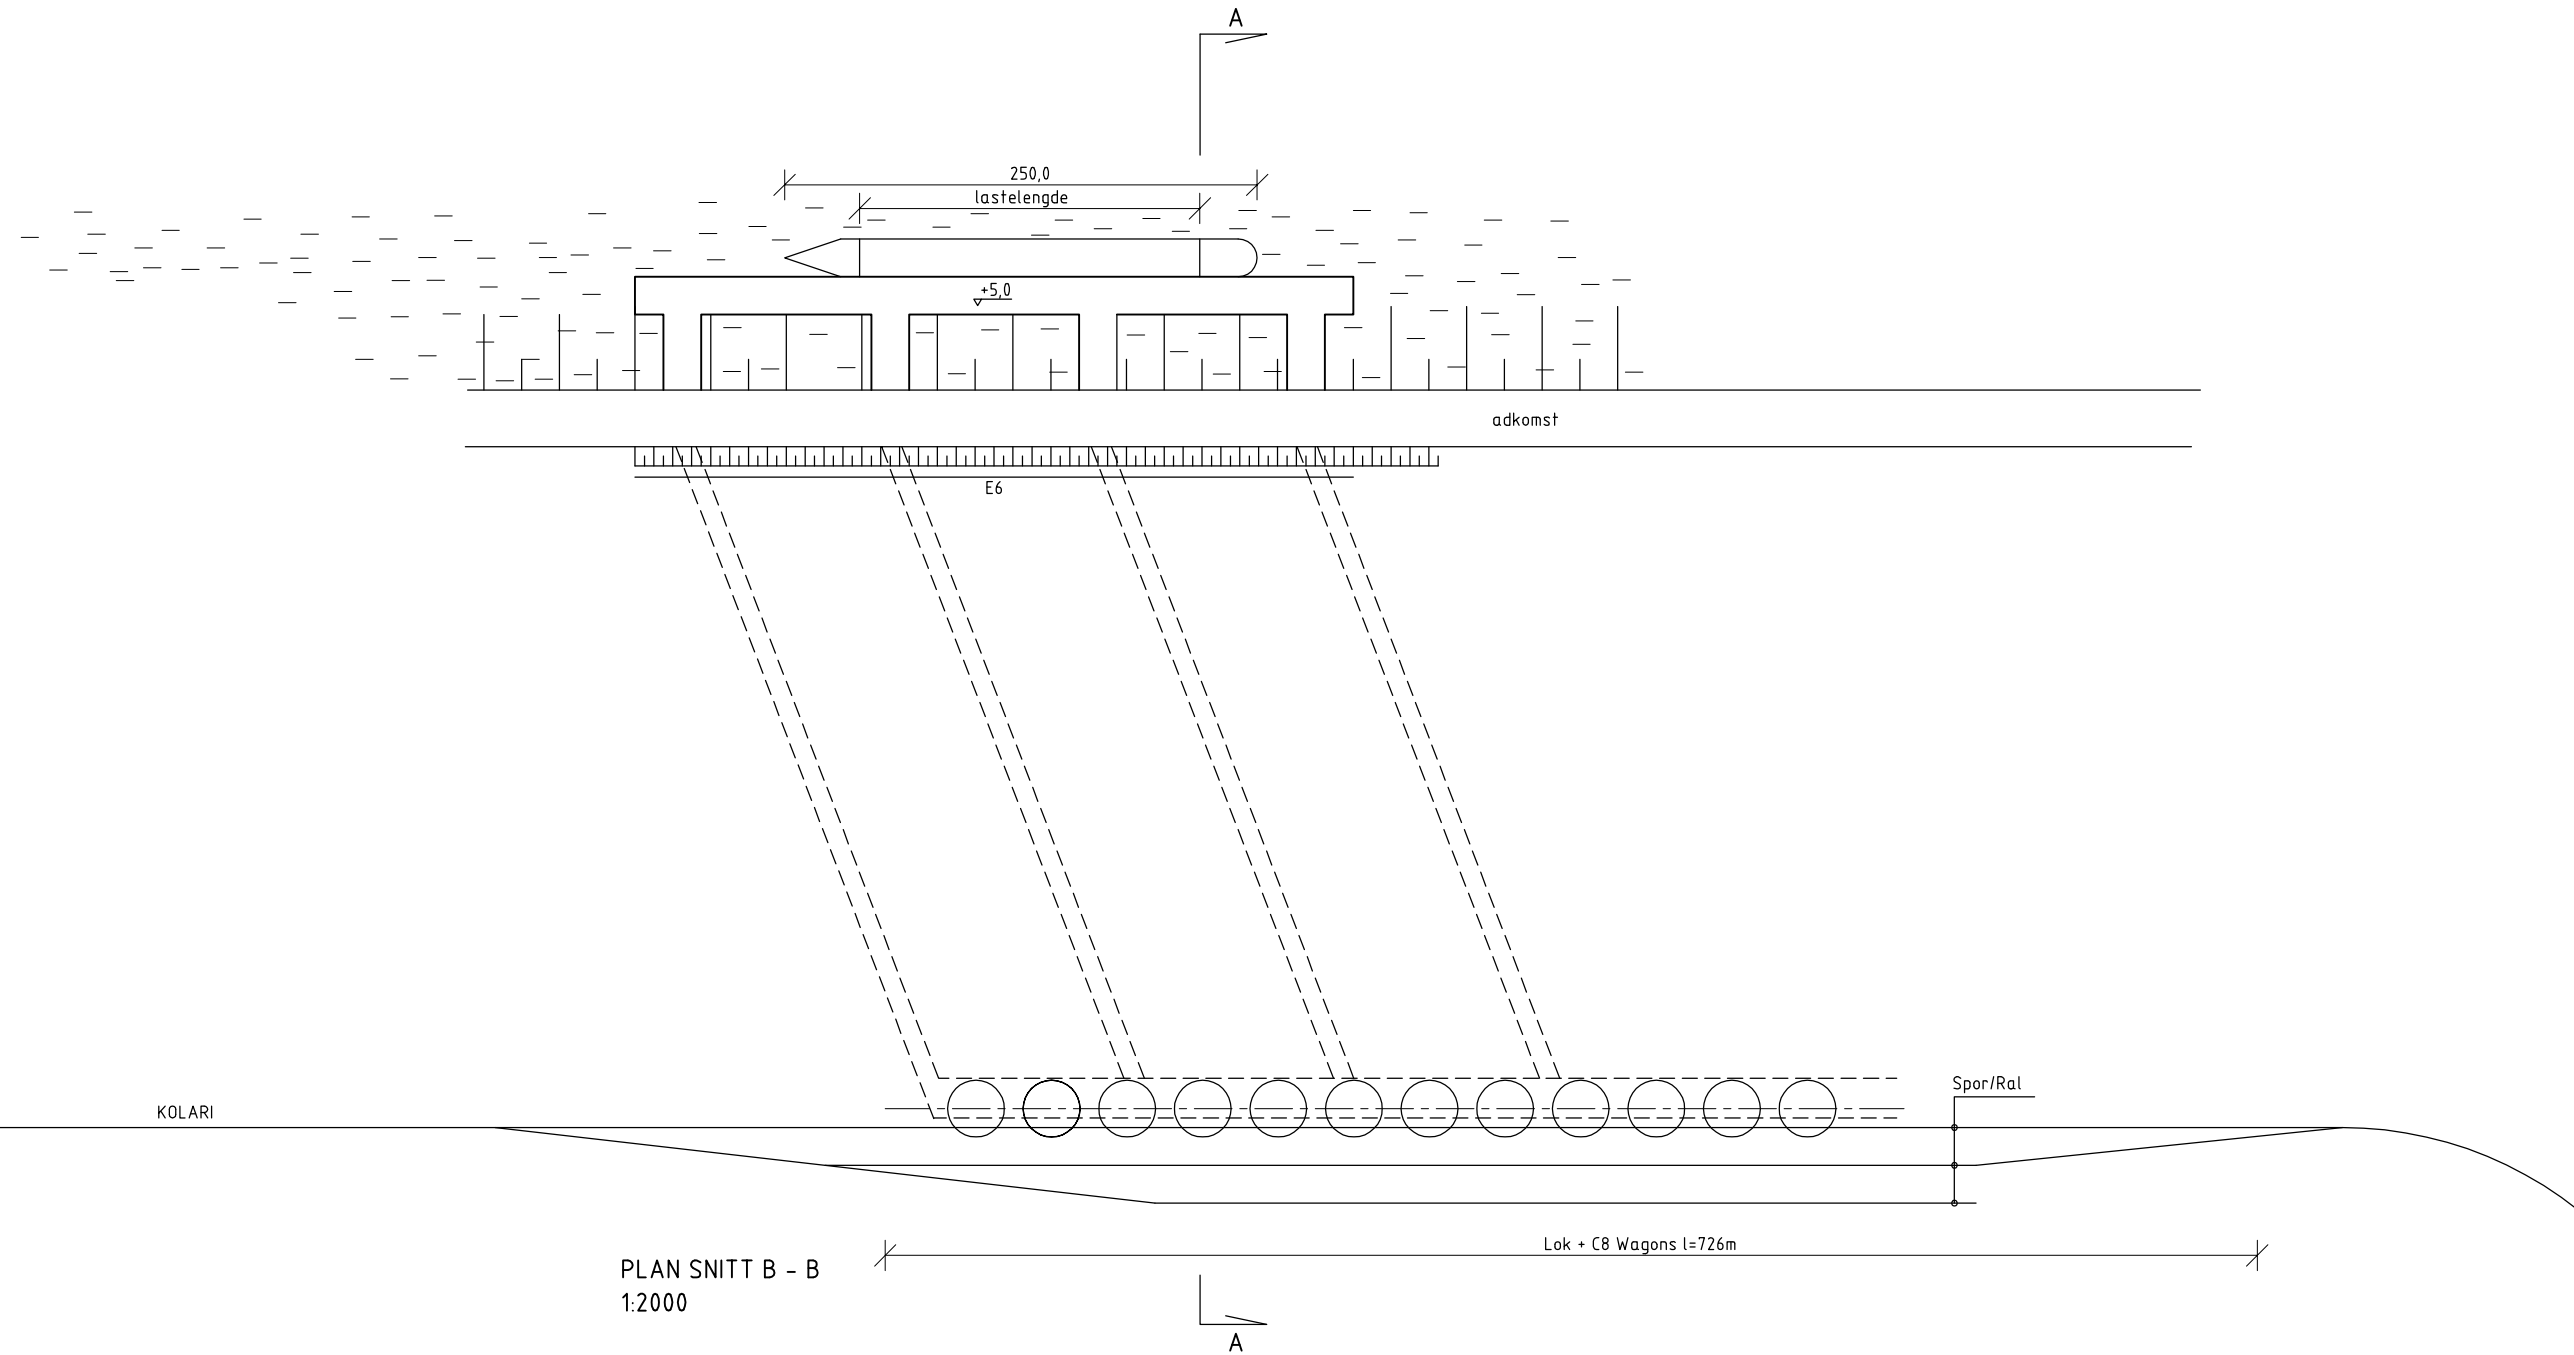 A
250,0
lastelengde
+5,0
adkomst
E6
Spor/Ral
KOLARI
Lok + C8 Wagons l=726m
PLAN SNITT B - B
1:2000
A